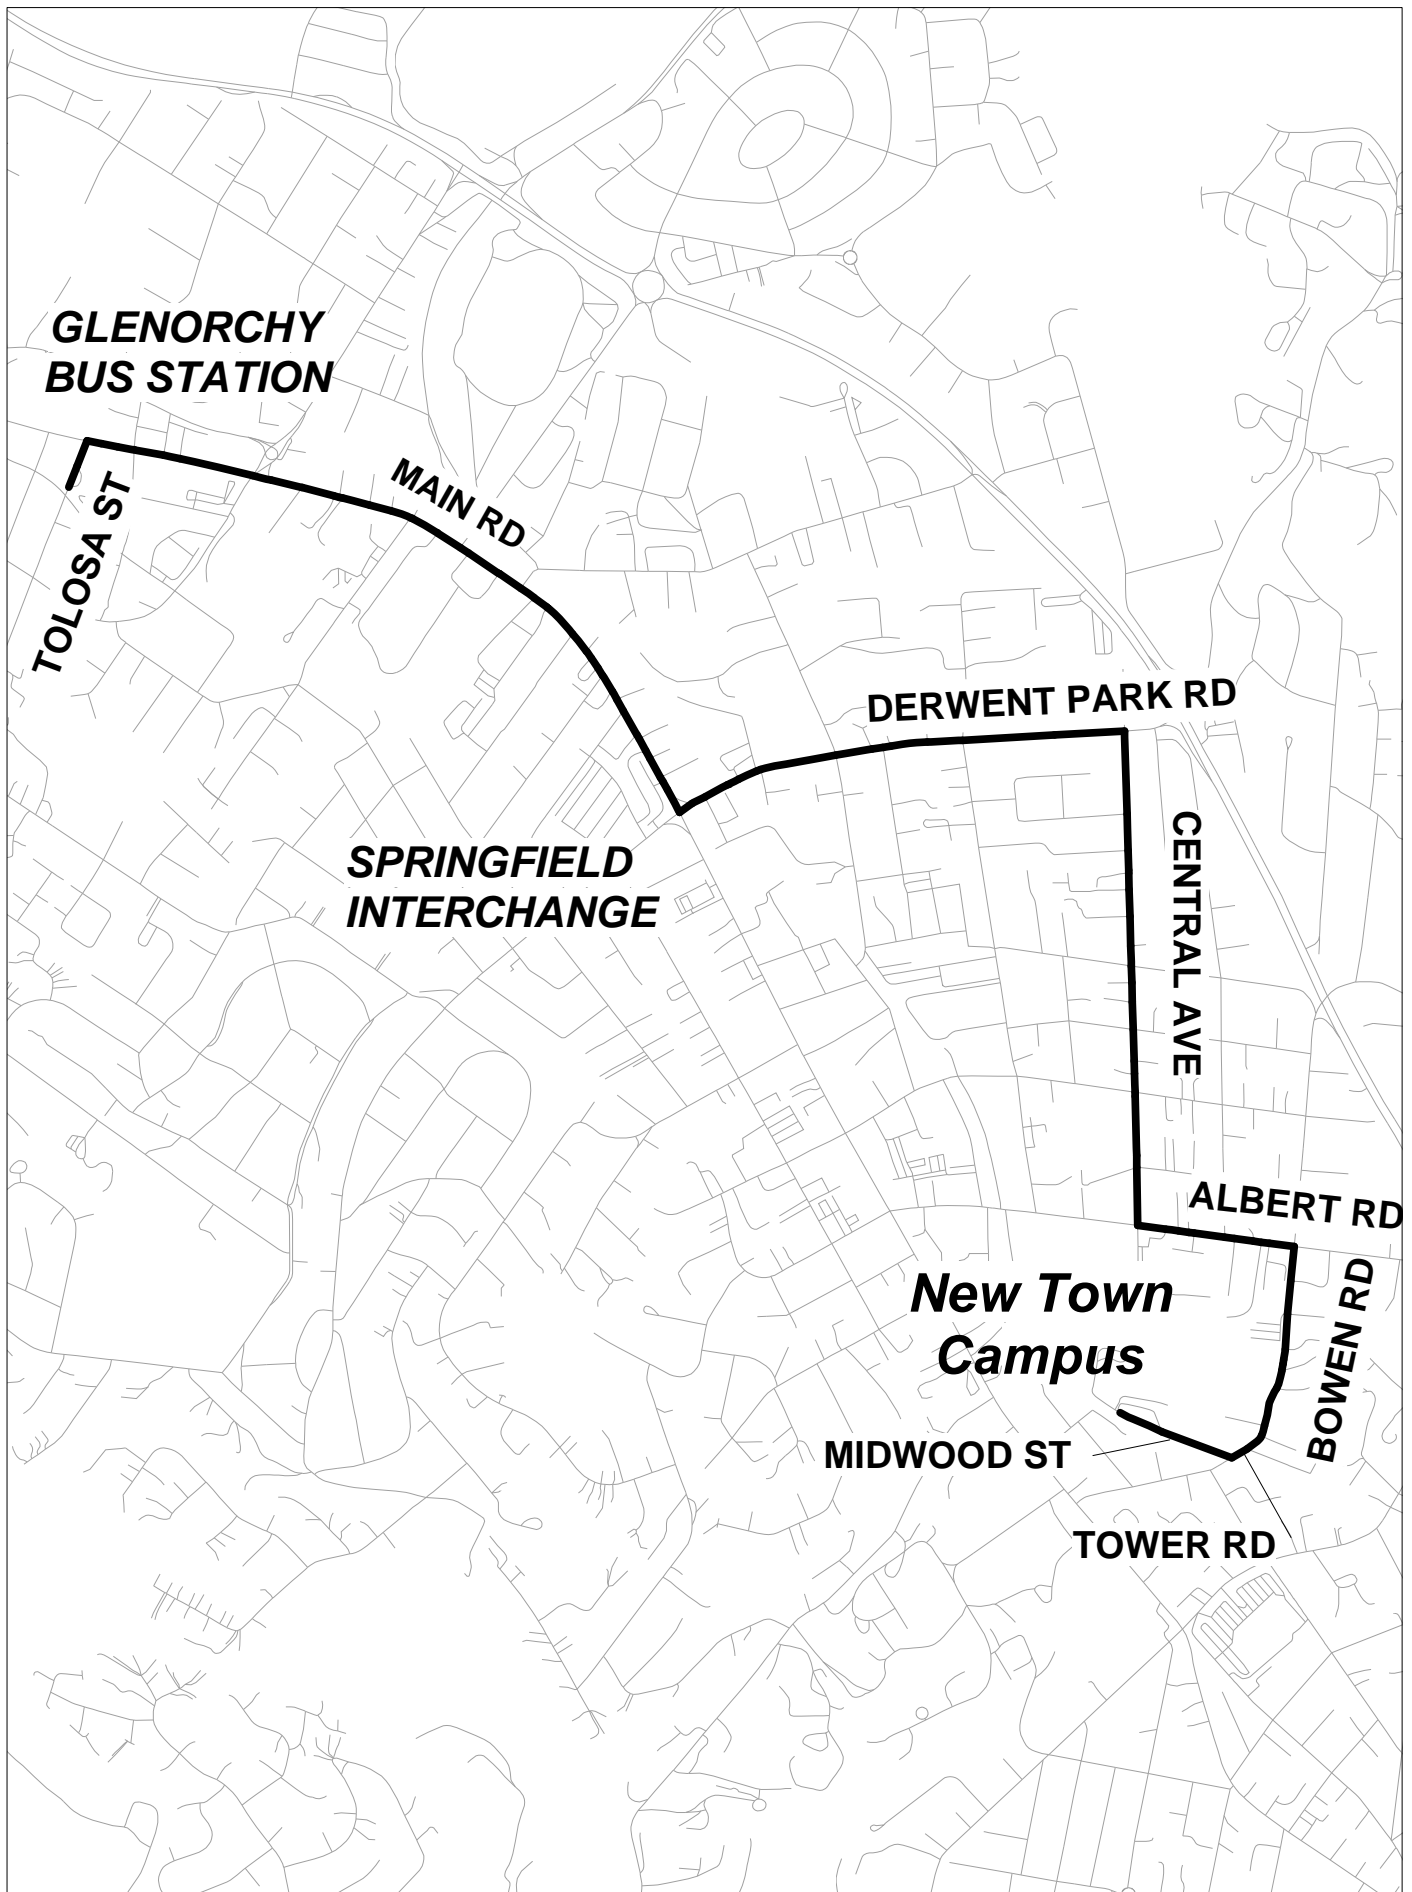 GLENORCHY
BUS STATION
MAIN RD
TOLOSA ST
DERWENT PARK RD
CENTRAL AVE
SPRINGFIELD
INTERCHANGE
ALBERT RD
New Town
Campus
BOWEN RD
MIDWOOD ST
TOWER RD